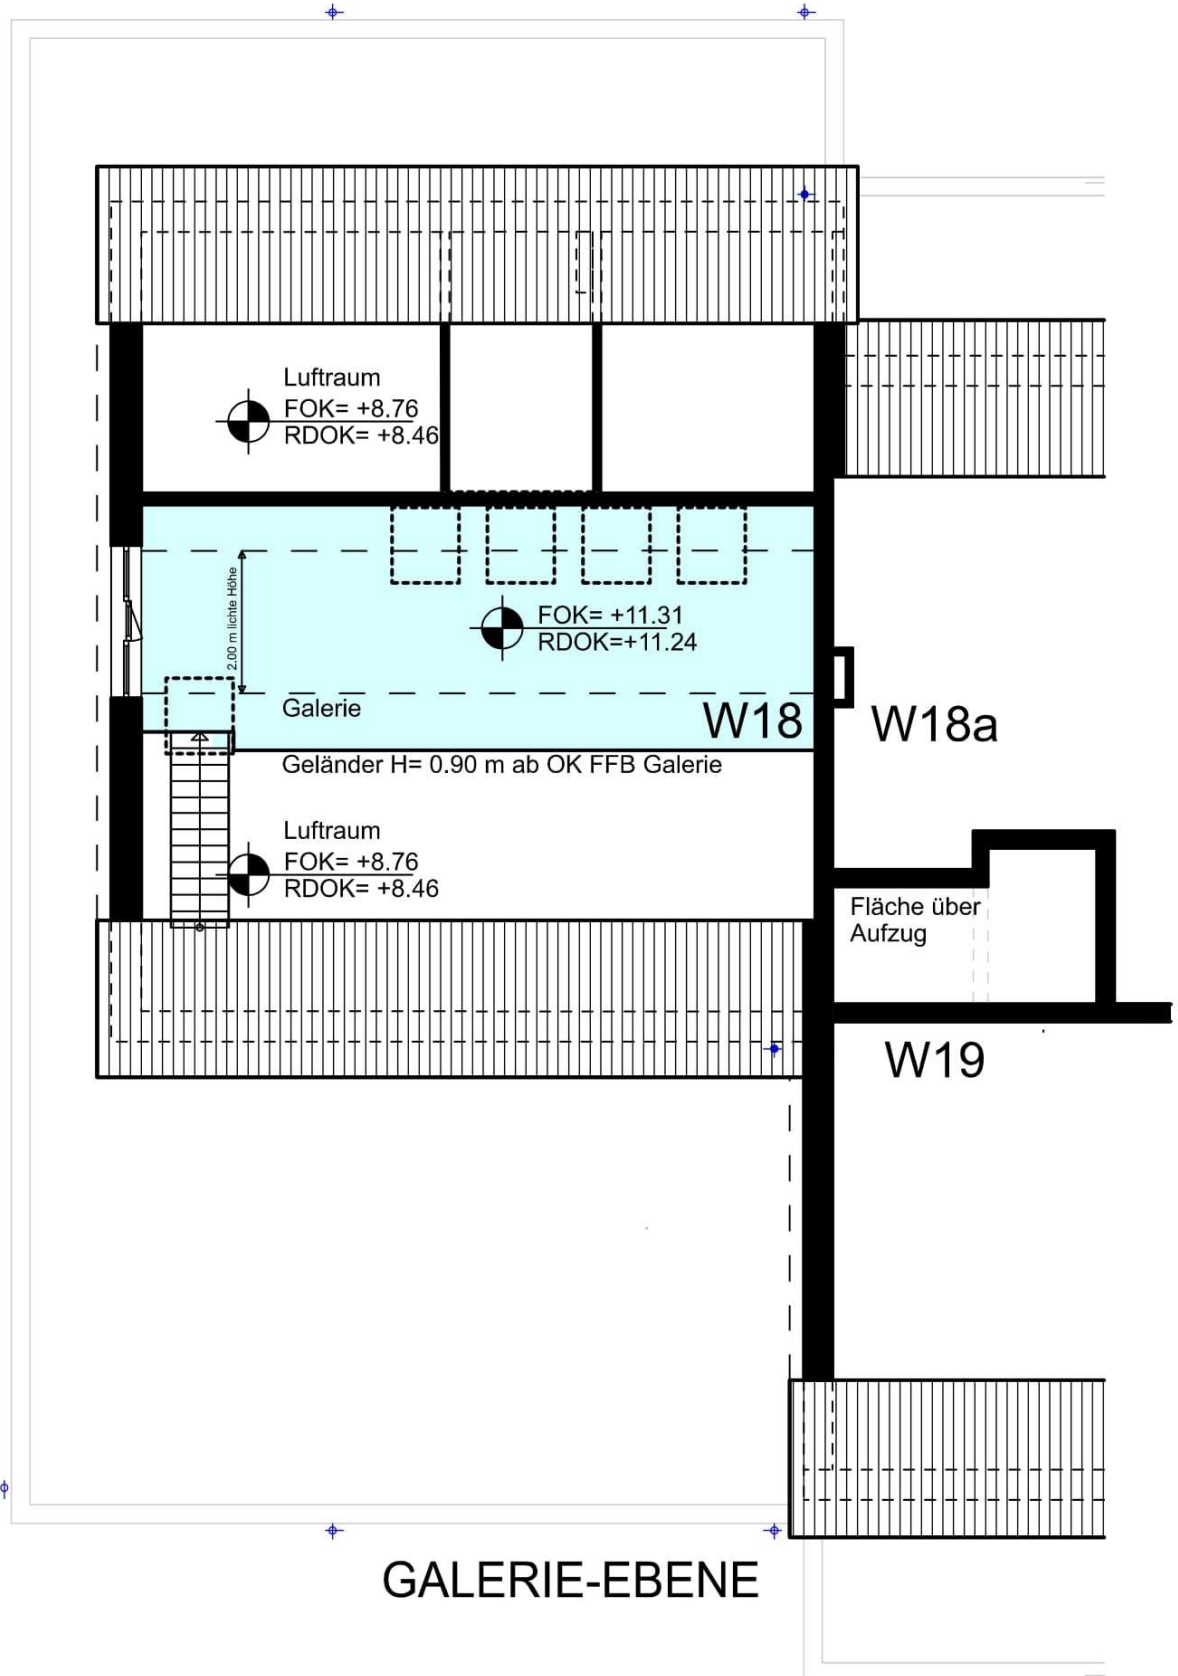 Luftraum
FOK= +8.76
RDOK= +8.46
2,00 m lichte Höhe
FOK= +11.31
RDOK=+11.24
Galerie
W18
W18a
Geländer H= 0.90 m ab OK FFB Galerie
Luftraum
FOK= +8.76
RDOK= +8.46
Fläche über
Aufzug
W19
GALERIE-EBENE